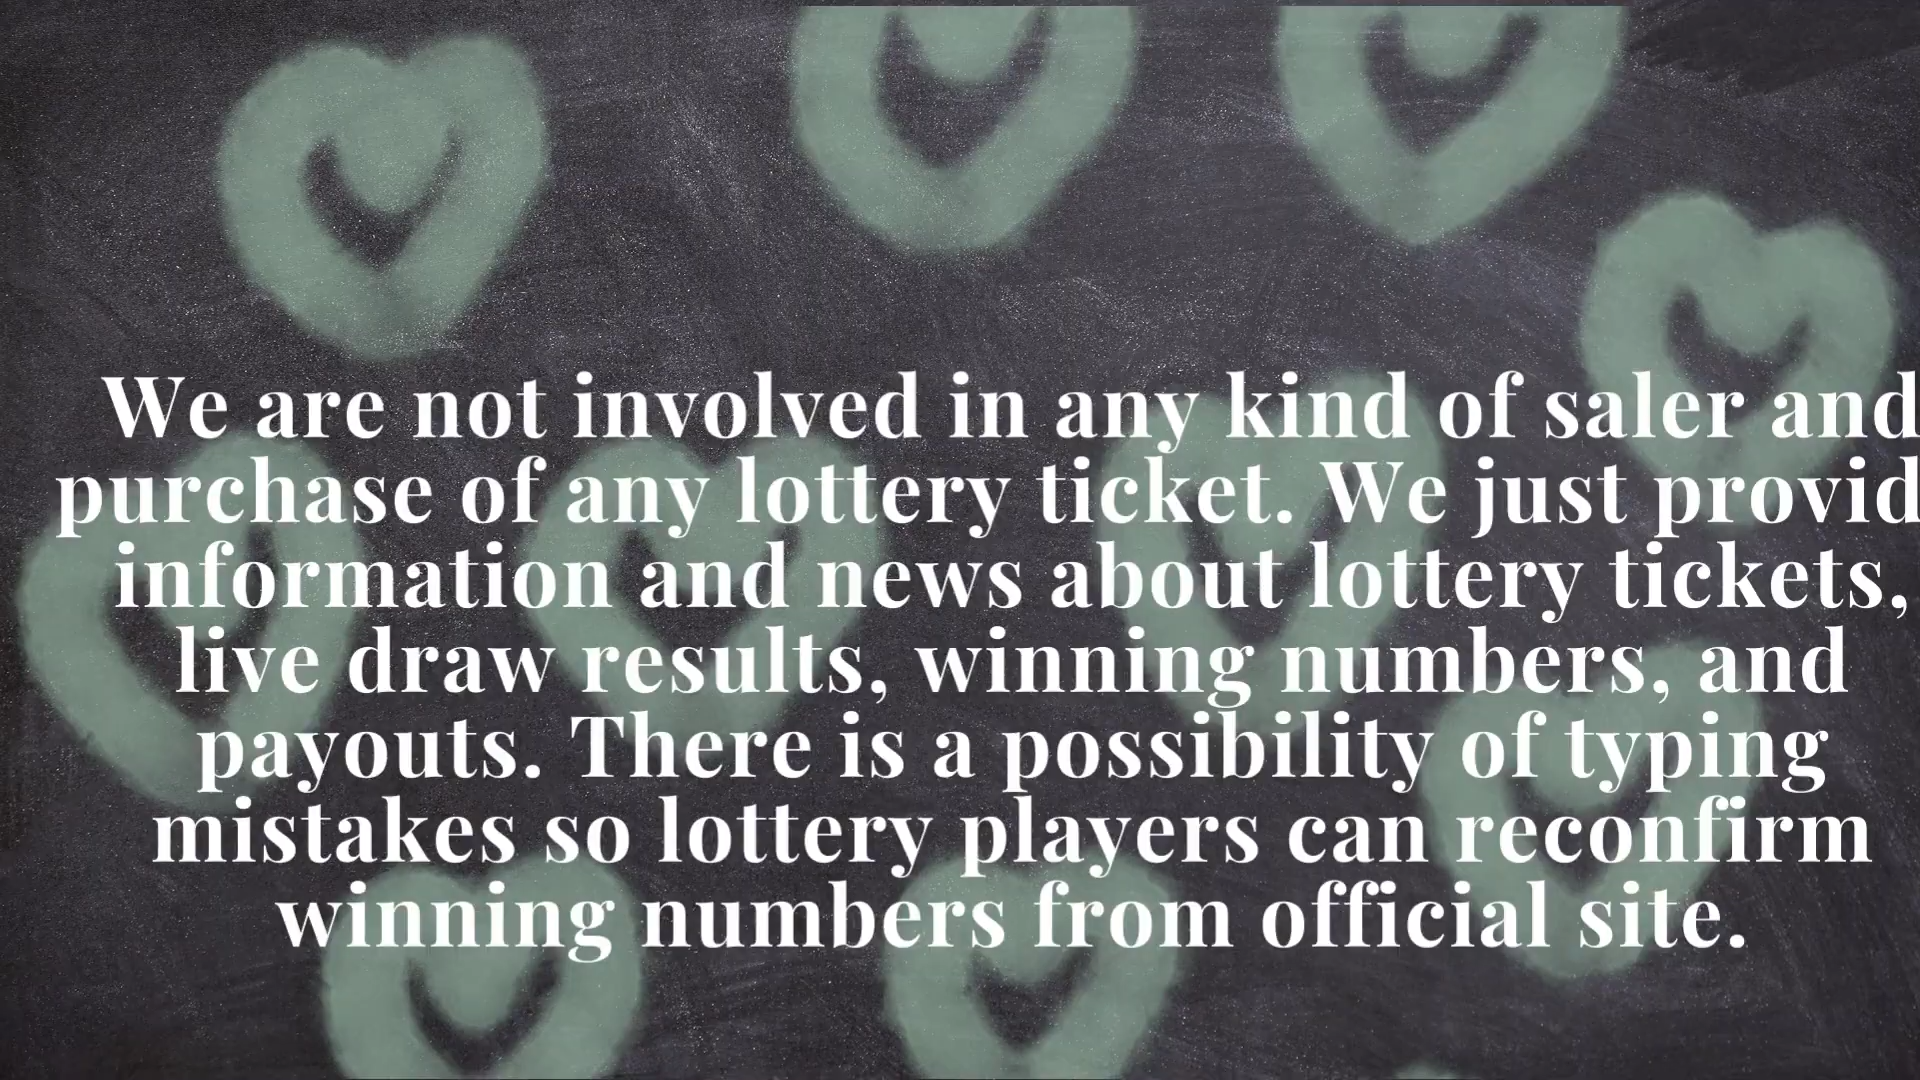 We are not involved in any kind of saler and
purchase of any lottery ticket. We just provid
information and news about lottery tickets,
live draw results, winning numbers, and
payouts. There is a possibility of typing
mistakes so lottery players can reconfirm
winning numbers from official site.